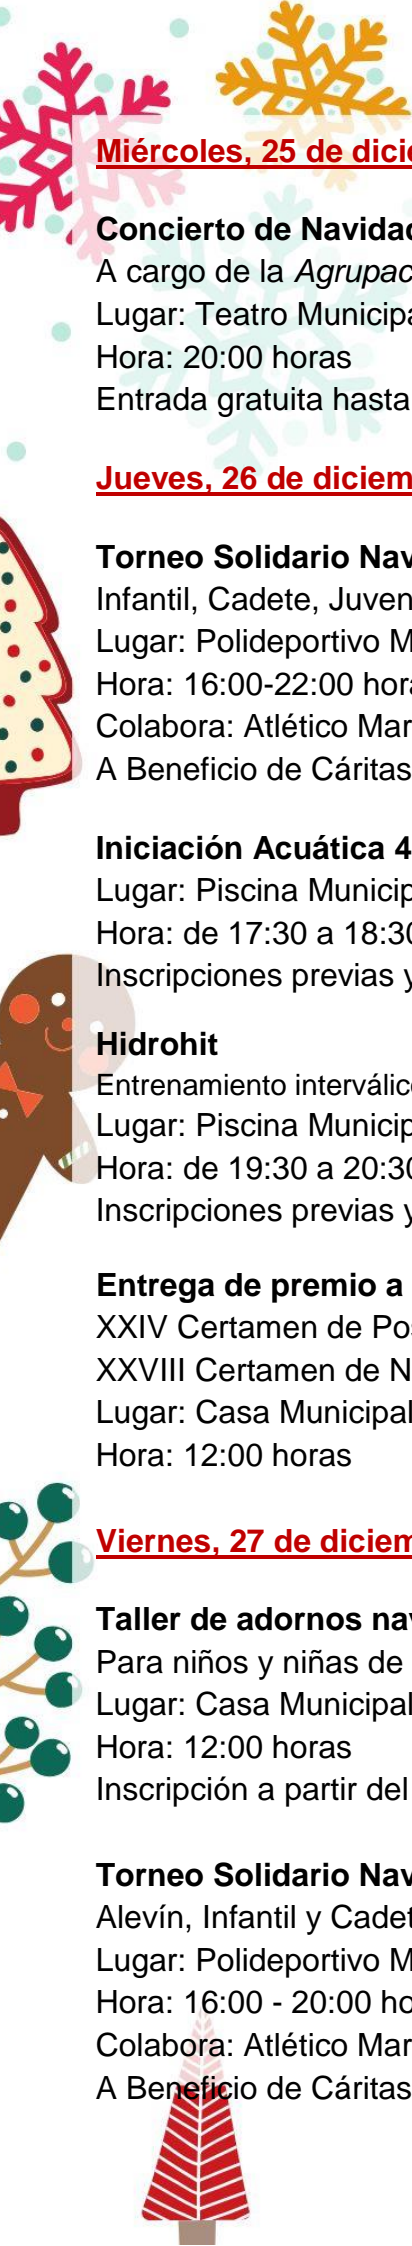 Miércoles, 25 de dicie
Concierto de Navidad
A cargo de la Agrupac
Lugar: Teatro Municipa
Hora: 20:00 horas
Entrada gratuita hasta
Jueves, 26 de diciem
Torneo Solidario Nav
Infantil, Cadete, Juven
Lugar: Polideportivo M
Hora: 16:00-22:00 hora
Colabora: Atlético Mar
A Beneficio de Cáritas
Iniciación Acuática 4
Lugar: Piscina Municip
Hora: de 17:30 a 18:30
Inscripciones previas y
Hidrohit
Entrenamiento interválico
Lugar: Piscina Municip
Hora: de 19:30 a 20:30
Inscripciones previas y
Entrega de premio a
XXIV Certamen de Pos
XXVIII Certamen de N
Lugar: Casa Municipal
Hora: 12:00 horas
Viernes, 27 de diciem
Taller de adornos nav
Para niños y niñas de
Lugar: Casa Municipal
Hora: 12:00 horas
Inscripción a partir del
Torneo Solidario Nav
Alevín, Infantil y Cadet
Lugar: Polideportivo M
Hora: 16:00 - 20:00 ho
Colabora: Atlético Mar
A Beneficio de Cáritas